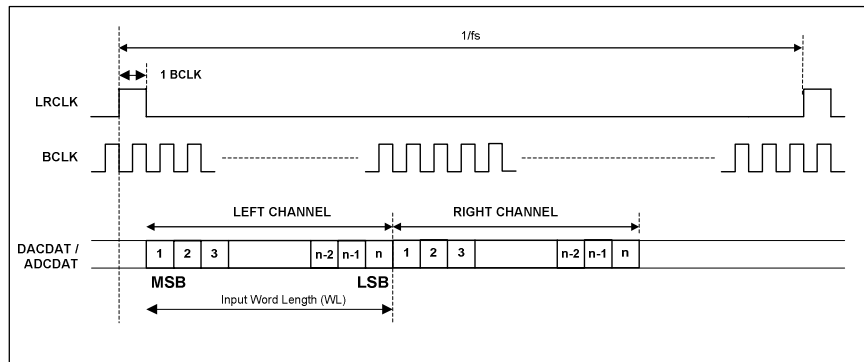 1/fs
1 BCLK
LRCLK
BCLK
LEFT CHANNEL RIGHT CHANNEL
DACDAT /
ADCDAT
1 2 3 n-2 n-1 n 1 2 3 n-2 n-1 n
MSB LSB
Input Word Length (WL)